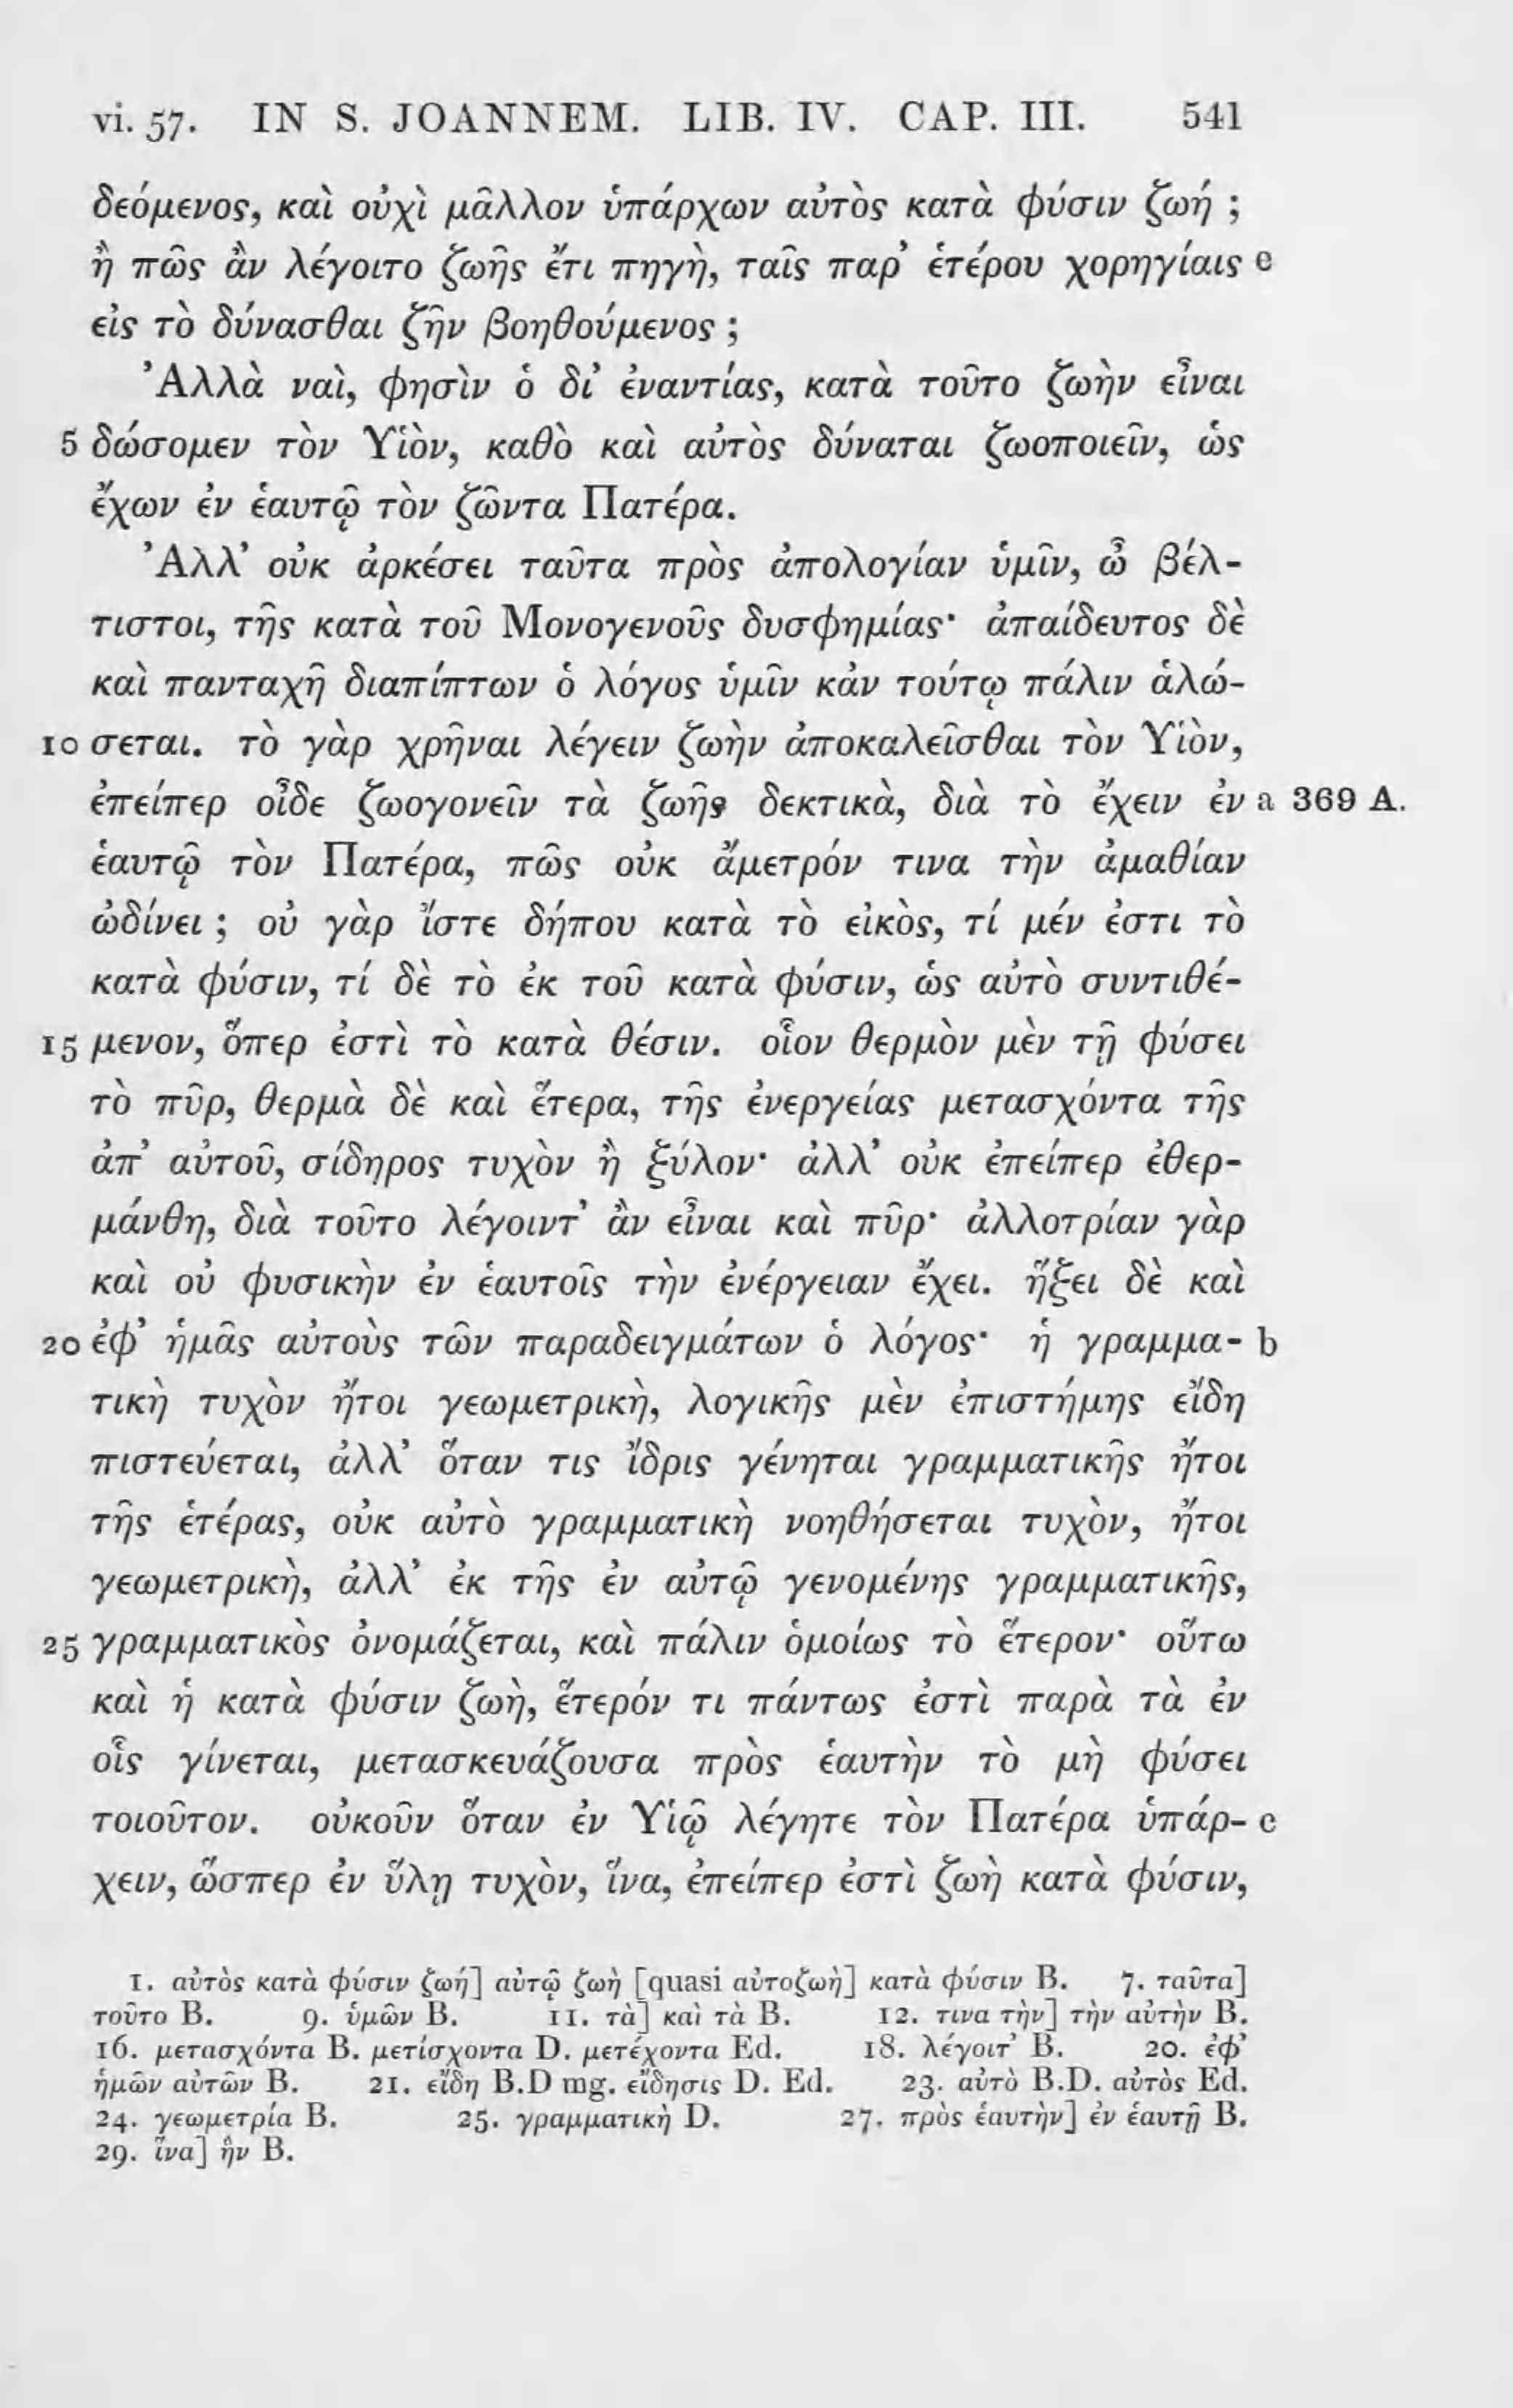 vi. 57. IN S. JOANNEM. LIB. IV. CAP. III. 541
δεόμενος, καὶ οὐχὶ μᾶλλον ὑπάρχων αὐτὸς κατὰ φύσιν ζωή ;
ἢ πῶς ἂν λέγοιτο ζωῆς ἔτι πηγὴ, ταῖς παρ’ ἑτέρου χορηγίαις e
εἰς τὸ δύνασθαι ζῆν βοηθούμενος ;
Ἀλλὰ ναὶ, φησὶν ὁ δι’ ἐναντίας, κατὰ τοῦτο ζωὴν εἶναι
5 δώσομεν τὸν Υἱὸν, καθὸ καὶ αὐτὸς δύναται ζωοποιεῖν, ὡς
ἔχων ἐν ἑαυτῷ τὸν ζῶντα Πατέρα.
Ἀλλ’ οὐκ ἀρκέσει ταῦτα πρὸς ἀπολογίαν ὑμῖν, ὦ βέλ-
τιστοι, τῆς κατὰ τοῦ Μονογενοῦς δυσφημίας· ἀπαίδευτος δὲ
καὶ πανταχῆ διαπίπτων ὁ λόγος ὑμῖν κἀν τούτῳ πάλιν ἁλώ-
10 σεται. τὸ γὰρ χρῆναι λέγειν ζωὴν ἀποκαλεῖσθαι τὸν Υἱὸν,
ἐπείπερ οἶδε ζωογονεῖν τὰ ζωῆς δεκτικὰ, διὰ τὸ ἔχειν ἐν a 369 A.
ἑαυτῷ τὸν Πατέρα, πῶς οὐκ ἄμετρόν τινα τὴν ἀμαθίαν
ὠδίνει ; οὐ γὰρ ἴστε δήπου κατὰ τὸ εἰκὸς, τί μέν ἐστι τὸ
κατὰ φύσιν, τί δὲ τὸ ἐκ τοῦ κατὰ φύσιν, ὡς αὐτὸ συντιθέ-
15 μενον, ὅπερ ἐστὶ τὸ κατὰ θέσιν. οἷον θερμὸν μὲν τῇ φύσει
τὸ πῦρ, θερμὰ δὲ καὶ ἕτερα, τῆς ἐνεργείας μετασχόντα τῆς
ἀπ’ αὐτοῦ, σίδηρος τυχὸν ἢ ξύλον· ἀλλ’ οὐκ ἐπείπερ ἐθερ-
μάνθη, διὰ τοῦτο λέγοιντ’ ἂν εἶναι καὶ πῦρ· ἀλλοτρίαν γὰρ
καὶ οὐ φυσικὴν ἐν ἑαυτοῖς τὴν ἐνέργειαν ἔχει. ἥξει δὲ καὶ
20 ἐφ’ ἡμᾶς αὐτοὺς τῶν παραδειγμάτων ὁ λόγος· ἡ γραμμα- b
τικὴ τυχὸν ἤτοι γεωμετρικὴ, λογικῆς μὲν ἐπιστήμης εἴδη
πιστεύεται, ἀλλ’ ὅταν τις ἴδρις γένηται γραμματικῆς ἤτοι
τῆς ἑτέρας, οὐκ αὐτὸ γραμματικὴ νοηθήσεται τυχὸν, ἤτοι
γεωμετρικὴ, ἀλλ’ ἐκ τῆς ἐν αὐτῷ γενομένης γραμματικῆς,
25 γραμματικὸς ὀνομάζεται, καὶ πάλιν ὁμοίως τὸ ἕτερον· οὕτω
καὶ ἡ κατὰ φύσιν ζωὴ, ἕτερόν τι πάντως ἐστὶ παρὰ τὰ ἐν
οἷς γίνεται, μετασκευάζουσα πρὸς ἑαυτὴν τὸ μὴ φύσει
τοιοῦτον. οὐκοῦν ὅταν ἐν Υἱῷ λέγητε τὸν Πατέρα ὑπάρ- c
χειν, ὥσπερ ἐν ὕλῃ τυχὸν, ἵνα, ἐπείπερ ἐστὶ ζωὴ κατὰ φύσιν,
1. αὐτὸς κατὰ φύσιν ζωή] αὐτῷ ζωὴ [quasi αὐτοζωὴ] κατὰ φύσιν B. 7. ταῦτα]
τοῦτο B. 9. ὑμῶν B. 11. τὰ] καὶ τὰ B. 12. τινα τὴν] τὴν αὐτὴν B.
16. μετασχόντα B. μετίσχοντα D. μετέχοντα Ed. 18. λέγοιτ’ B. 20. ἐφ’
ἡμῶν αὐτῶν B. 21. εἴδη B.D mg. εἴδησις D. Ed. 23. αὐτὸ B.D. αὐτὸς Ed.
24. γεωμετρία B. 25. γραμματικὴ D. 27. πρὸς ἑαυτὴν] ἐν ἑαυτῇ B.
29. ἵνα] ἣν B.